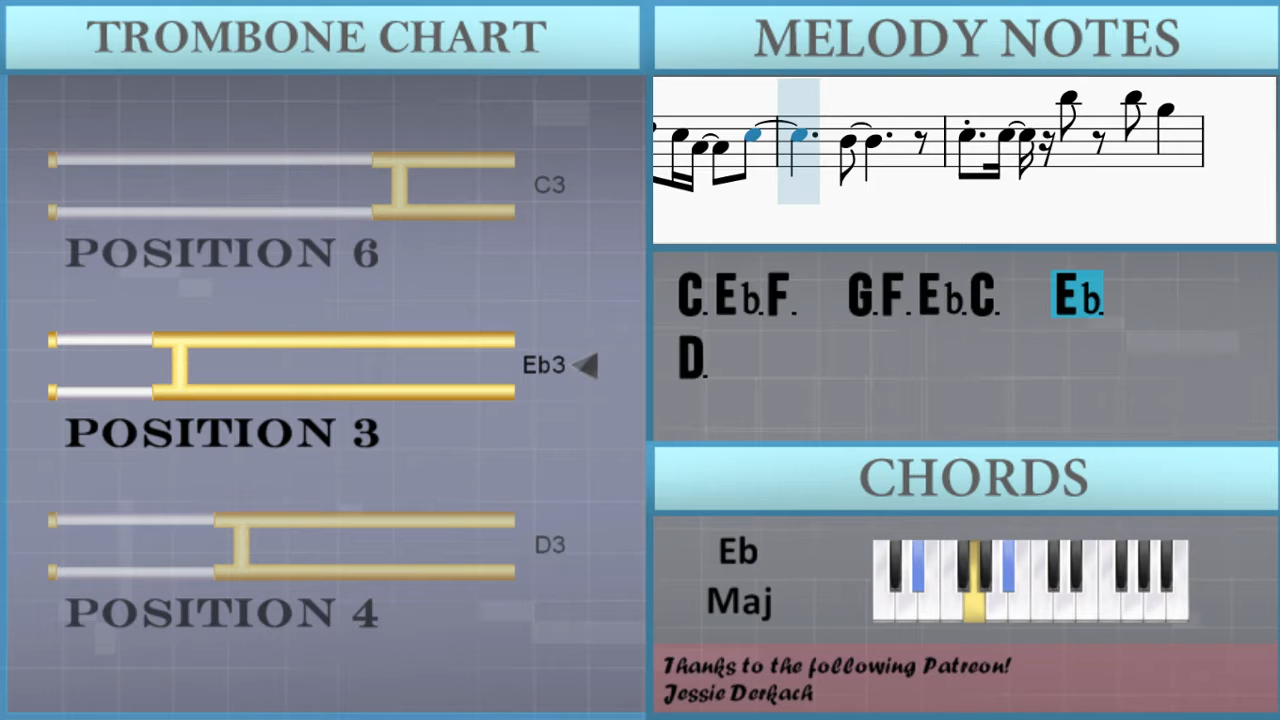 TROMBONE CHART
C3
POSITION 6
Eb3
POSITION 3
D3
POSITION 4
MELODY NOTES
C. Eb. F. G. F. Eb. C. Eb.
D.
CHORDS
Eb
Maj
Thanks to the following Patreon!
Jessie Derkach